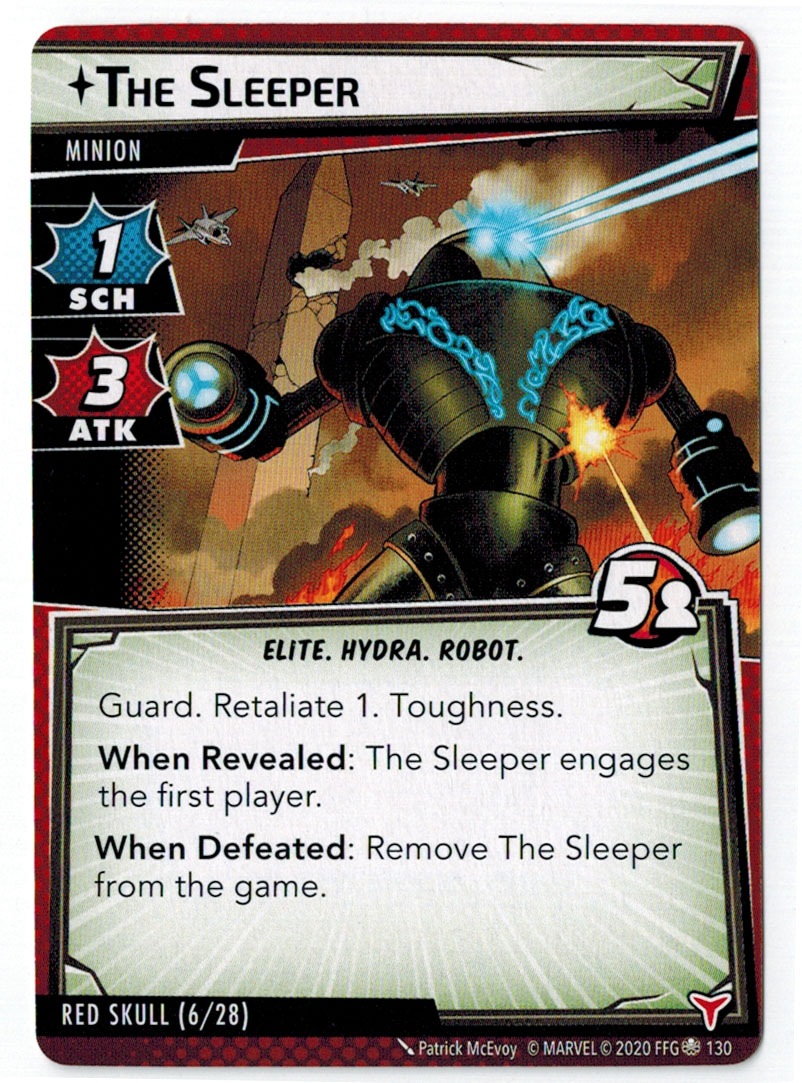 THE SLEEPER
MINION
1
SCH
3
ATK
5
ELITE. HYDRA. ROBOT.
Guard. Retaliate 1. Toughness.
When Revealed: The Sleeper engages
the first player.
When Defeated: Remove The Sleeper
from the game.
RED SKULL (6/28)
Patrick McEvoy © MARVEL © 2020 FFG 130